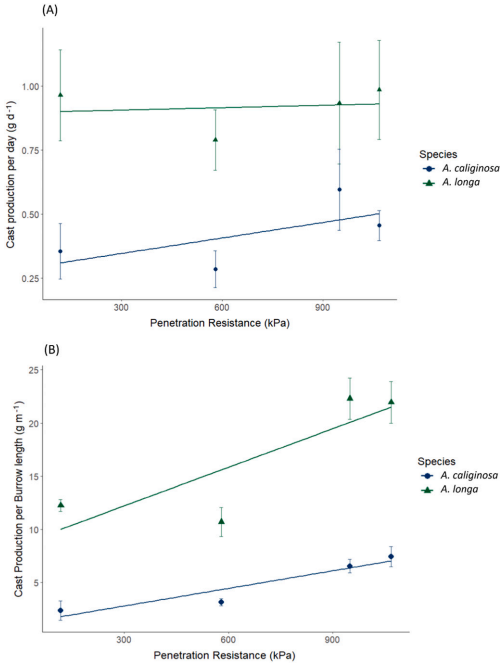 (A)
1.00
0.75
0.50
0.25
Cast production per day (g d⁻¹)
300
600
900
Penetration Resistance (kPa)
Species
A. caliginosa
A. longa
(B)
25
20
15
10
5
Cast Production per Burrow length (g m⁻¹)
300
600
900
Penetration Resistance (kPa)
Species
A. caliginosa
A. longa